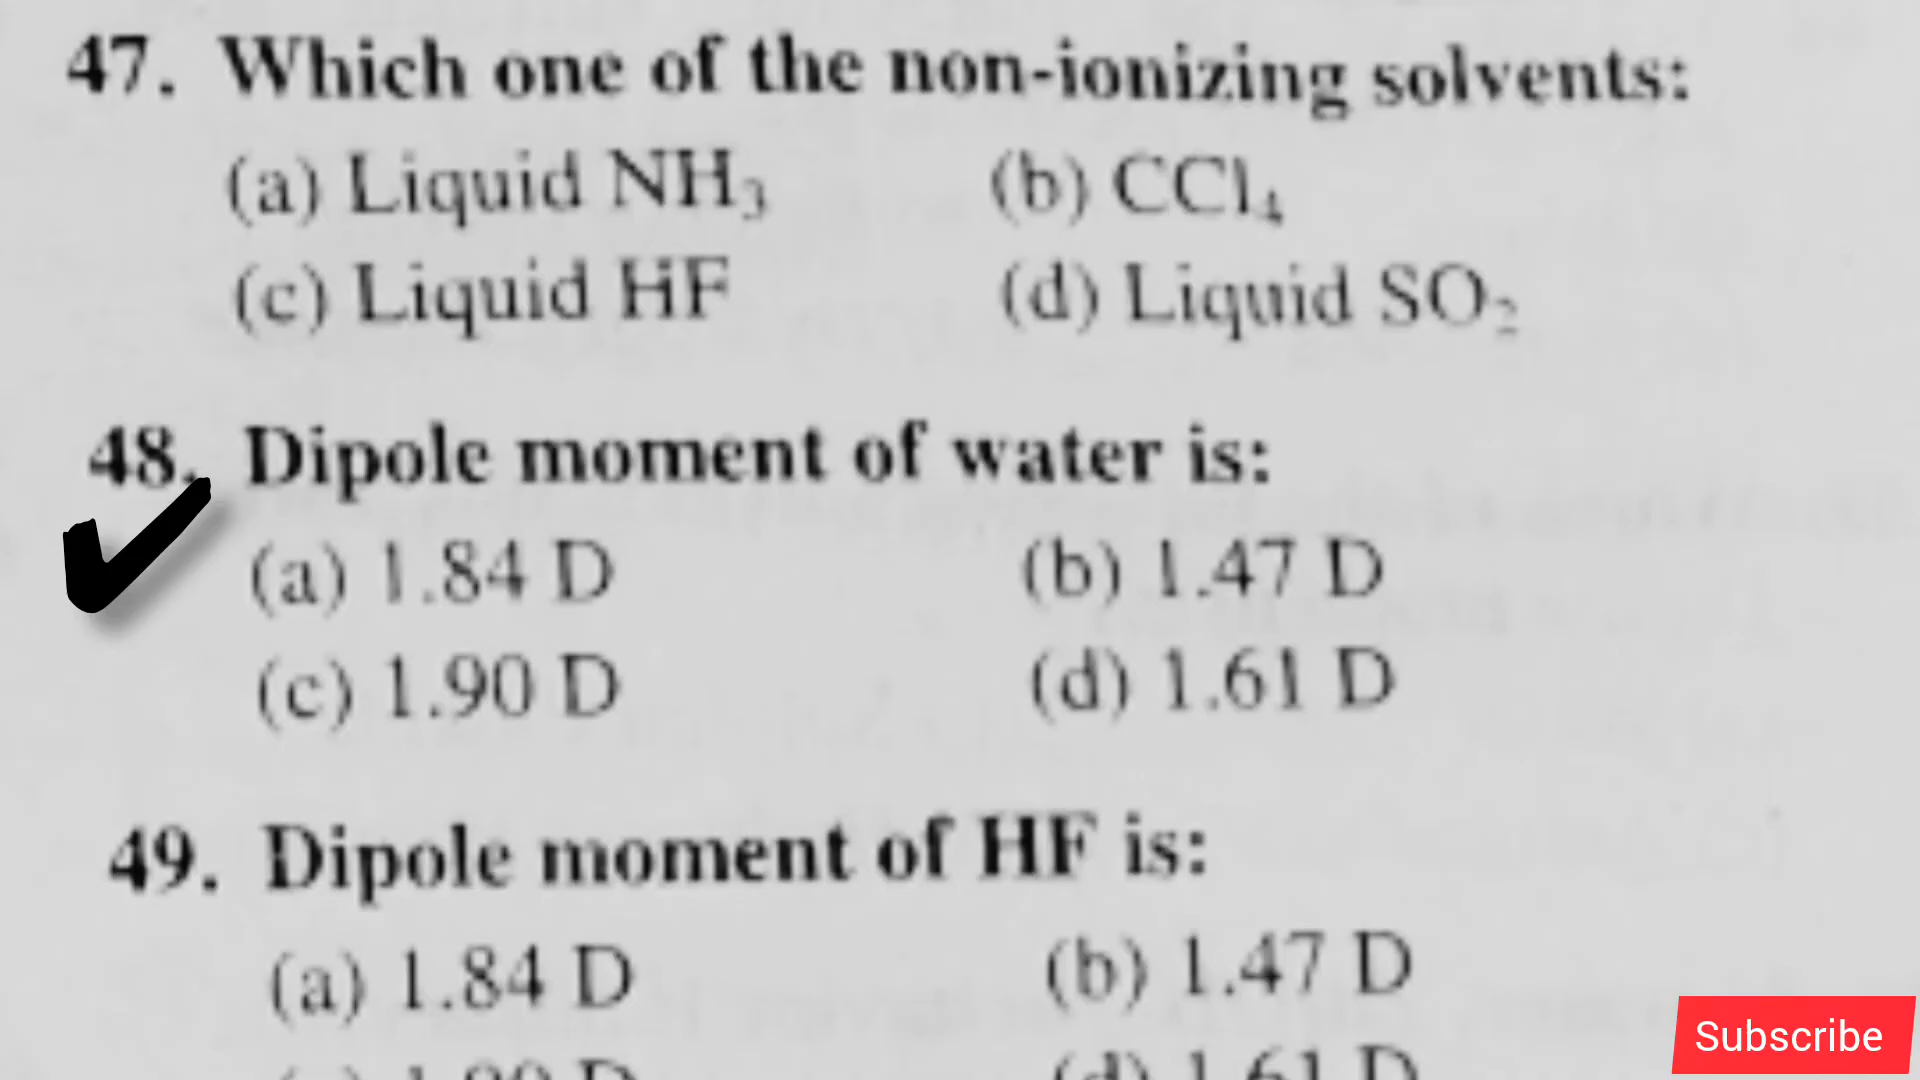 47. Which one of the non-ionizing solvents:
(a) Liquid NH₃ (b) CCl₄
(c) Liquid HF (d) Liquid SO₂
48. Dipole moment of water is:
(a) 1.84 D (b) 1.47 D
(c) 1.90 D (d) 1.61 D
49. Dipole moment of HF is:
(a) 1.84 D (b) 1.47 D
(d) 1.61 D
Subscribe